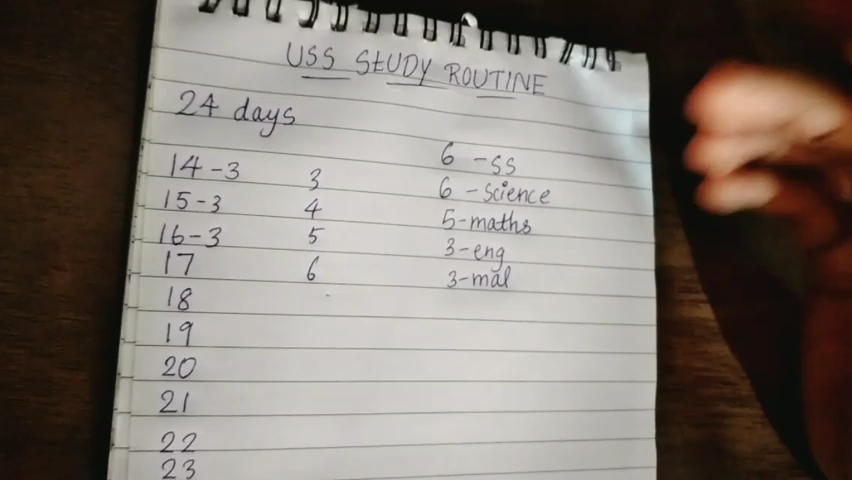 USS STUDY ROUTINE
24 days
14-3 3
15-3 4
16-3 5
17 6
18
19
20
21
22
23
6 -SS
6 - Science
5-maths
3-eng
3-mal